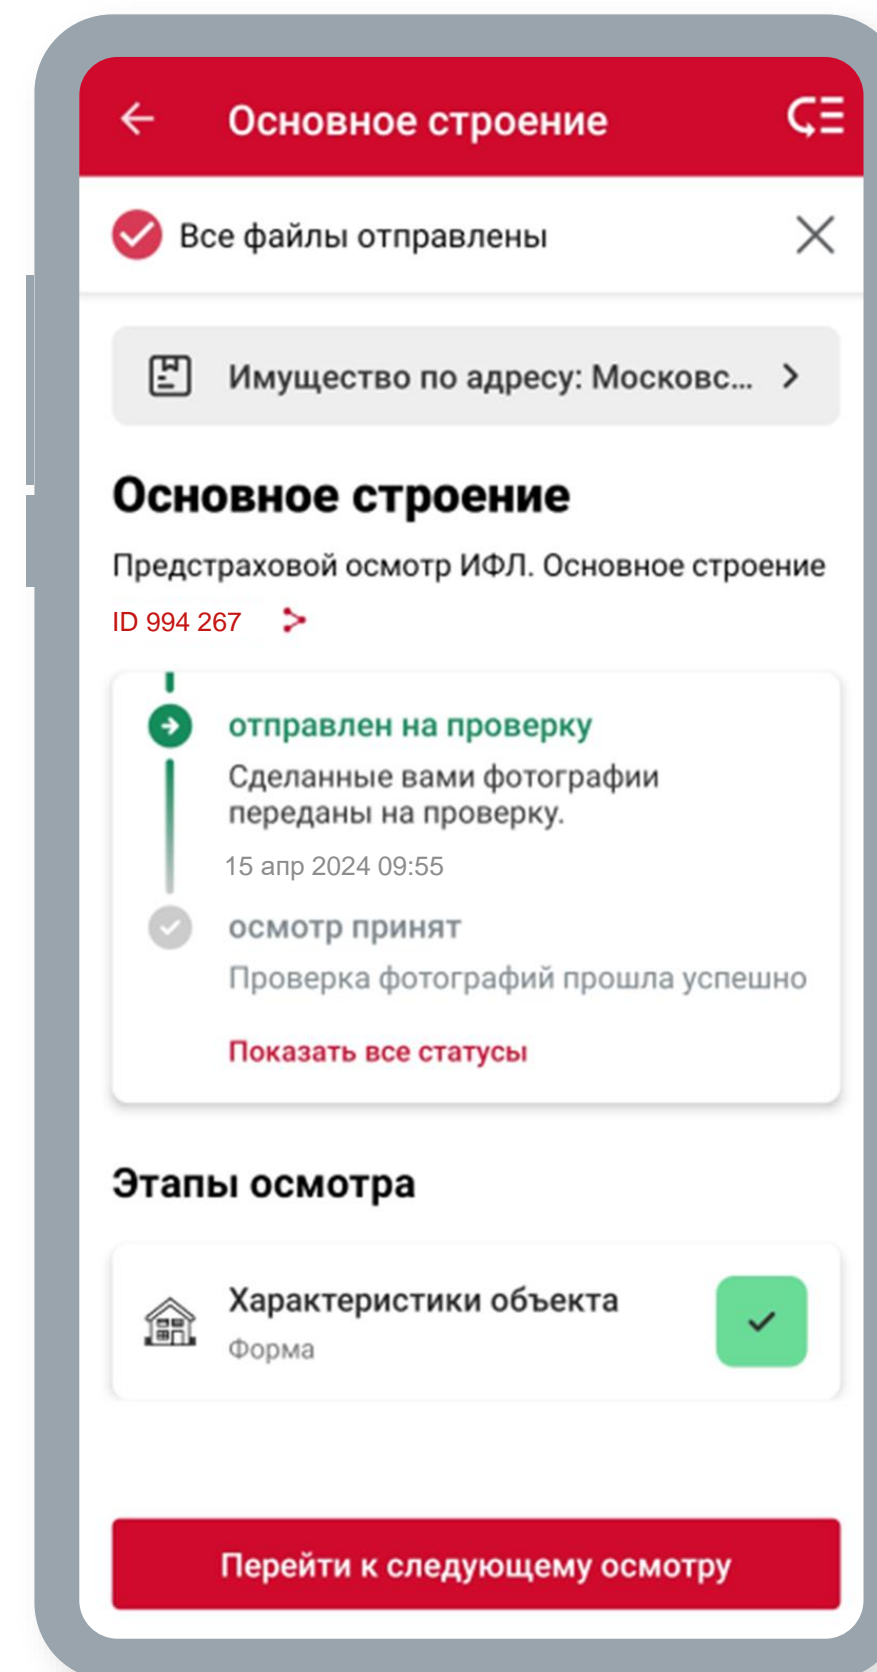 Основное строение
Все файлы отправлены
Имущество по адресу: Московс...
Основное строение
Предстраховой осмотр ИФЛ. Основное строение
ID 994 267
отправлен на проверку
Сделанные вами фотографии
переданы на проверку.
15 апр 2024 09:55
осмотр принят
Проверка фотографий прошла успешно
Показать все статусы
Этапы осмотра
Характеристики объекта
Форма
Перейти к следующему осмотру